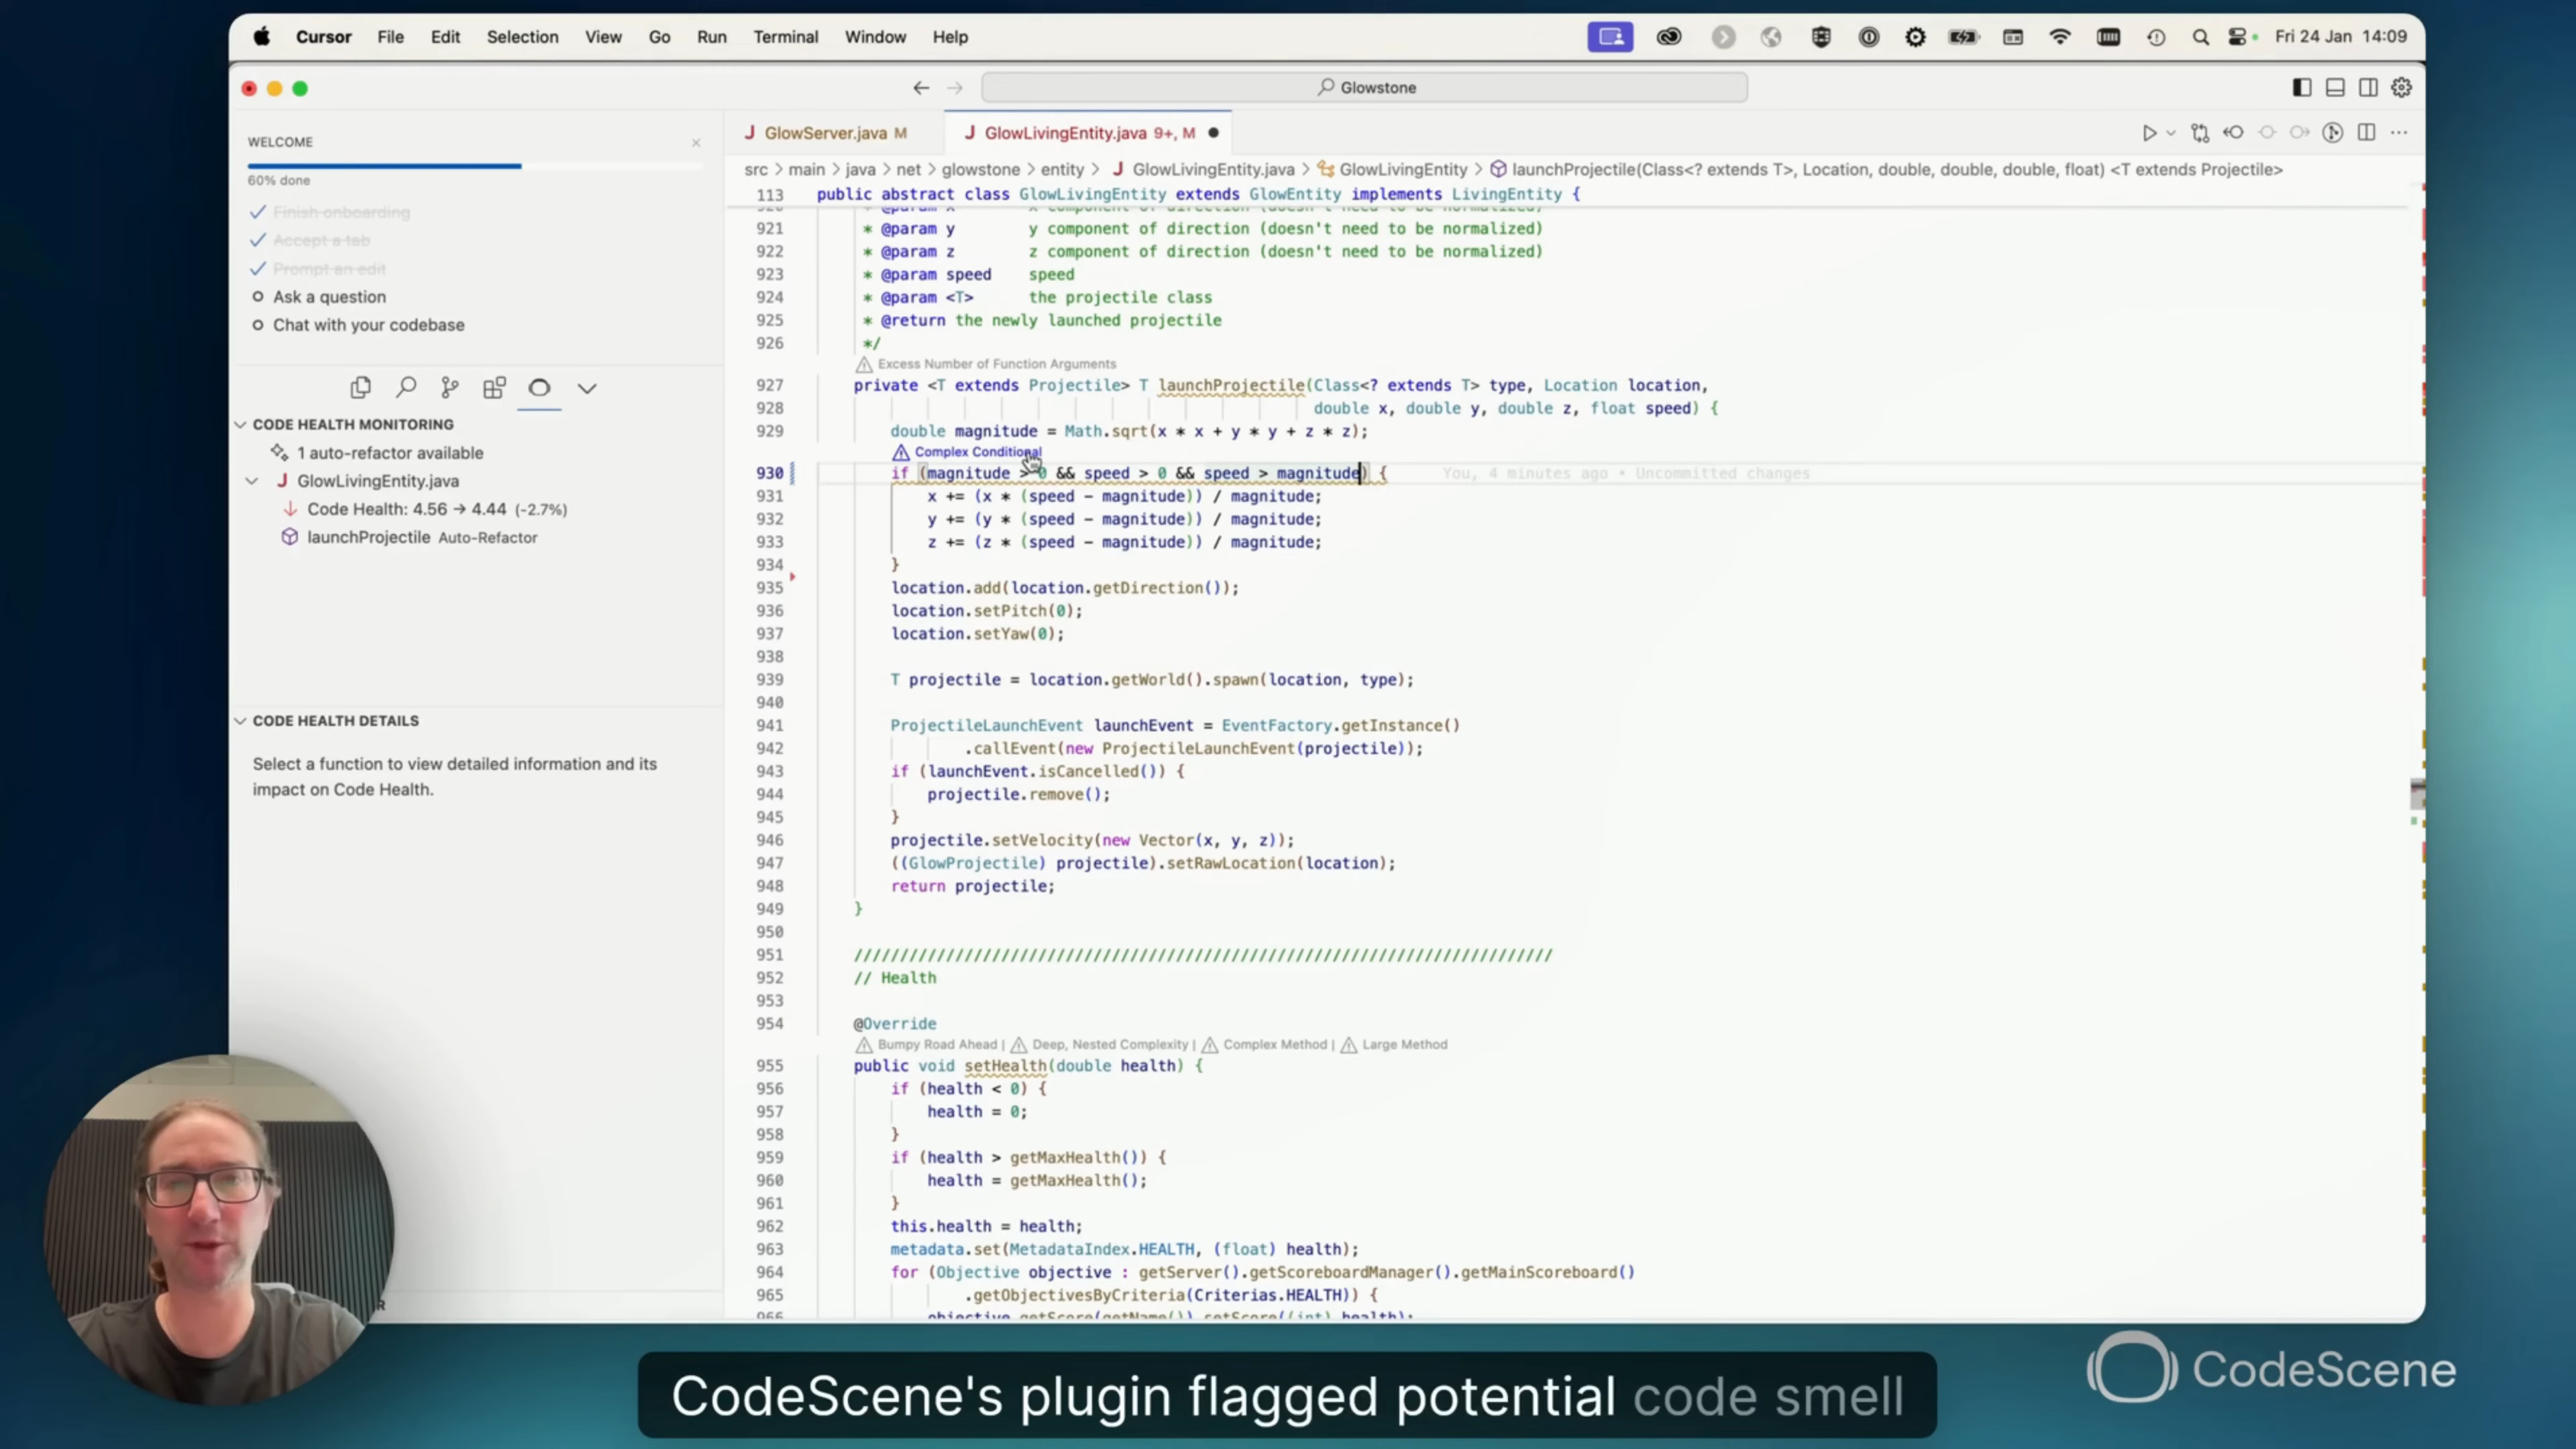 Cursor File Edit Selection View Go Run Terminal Window Help Fri 24 Jan 14:09
Glowstone
WELCOME
60% done
Finish onboarding
Accept a tab
Prompt an edit
Ask a question
Chat with your codebase
CODE HEALTH MONITORING
1 auto-refactor available
J GlowLivingEntity.java
Code Health: 4.56 → 4.44 (-2.7%)
launchProjectile Auto-Refactor
CODE HEALTH DETAILS
Select a function to view detailed information and its
impact on Code Health.
J GlowServer.java M J GlowLivingEntity.java 9+, M
src > main > java > net > glowstone > entity > J GlowLivingEntity.java > GlowLivingEntity > launchProjectile(Class<? extends T>, Location, double, double, double, float) <T extends Projectile>
113 public abstract class GlowLivingEntity extends GlowEntity implements LivingEntity {
921 * @param y y component of direction (doesn't need to be normalized)
922 * @param z z component of direction (doesn't need to be normalized)
923 * @param speed speed
924 * @param <T> the projectile class
925 * @return the newly launched projectile
926 */
Excess Number of Function Arguments
927 private <T extends Projectile> T launchProjectile(Class<? extends T> type, Location location,
928 double x, double y, double z, float speed) {
929 double magnitude = Math.sqrt(x * x + y * y + z * z);
Complex Conditional
930 if (magnitude > 0 && speed > 0 && speed > magnitude) { You, 4 minutes ago • Uncommitted changes
931 x += (x * (speed - magnitude)) / magnitude;
932 y += (y * (speed - magnitude)) / magnitude;
933 z += (z * (speed - magnitude)) / magnitude;
934 }
935 location.add(location.getDirection());
936 location.setPitch(0);
937 location.setYaw(0);
938
939 T projectile = location.getWorld().spawn(location, type);
940
941 ProjectileLaunchEvent launchEvent = EventFactory.getInstance()
942 .callEvent(new ProjectileLaunchEvent(projectile));
943 if (launchEvent.isCancelled()) {
944 projectile.remove();
945 }
946 projectile.setVelocity(new Vector(x, y, z));
947 ((GlowProjectile) projectile).setRawLocation(location);
948 return projectile;
949 }
950
951 ////////////////////////////////////////////////////////////////////////////
952 // Health
953
954 @Override
Bumpy Road Ahead | Deep, Nested Complexity | Complex Method | Large Method
955 public void setHealth(double health) {
956 if (health < 0) {
957 health = 0;
958 }
959 if (health > getMaxHealth()) {
960 health = getMaxHealth();
961 }
962 this.health = health;
963 metadata.set(MetadataIndex.HEALTH, (float) health);
964 for (Objective objective : getServer().getScoreboardManager().getMainScoreboard()
965 .getObjectivesByCriteria(Criterias.HEALTH)) {
966 objective.getScore(getName()).setScore((int) health);
CodeScene's plugin flagged potential code smell
CodeScene